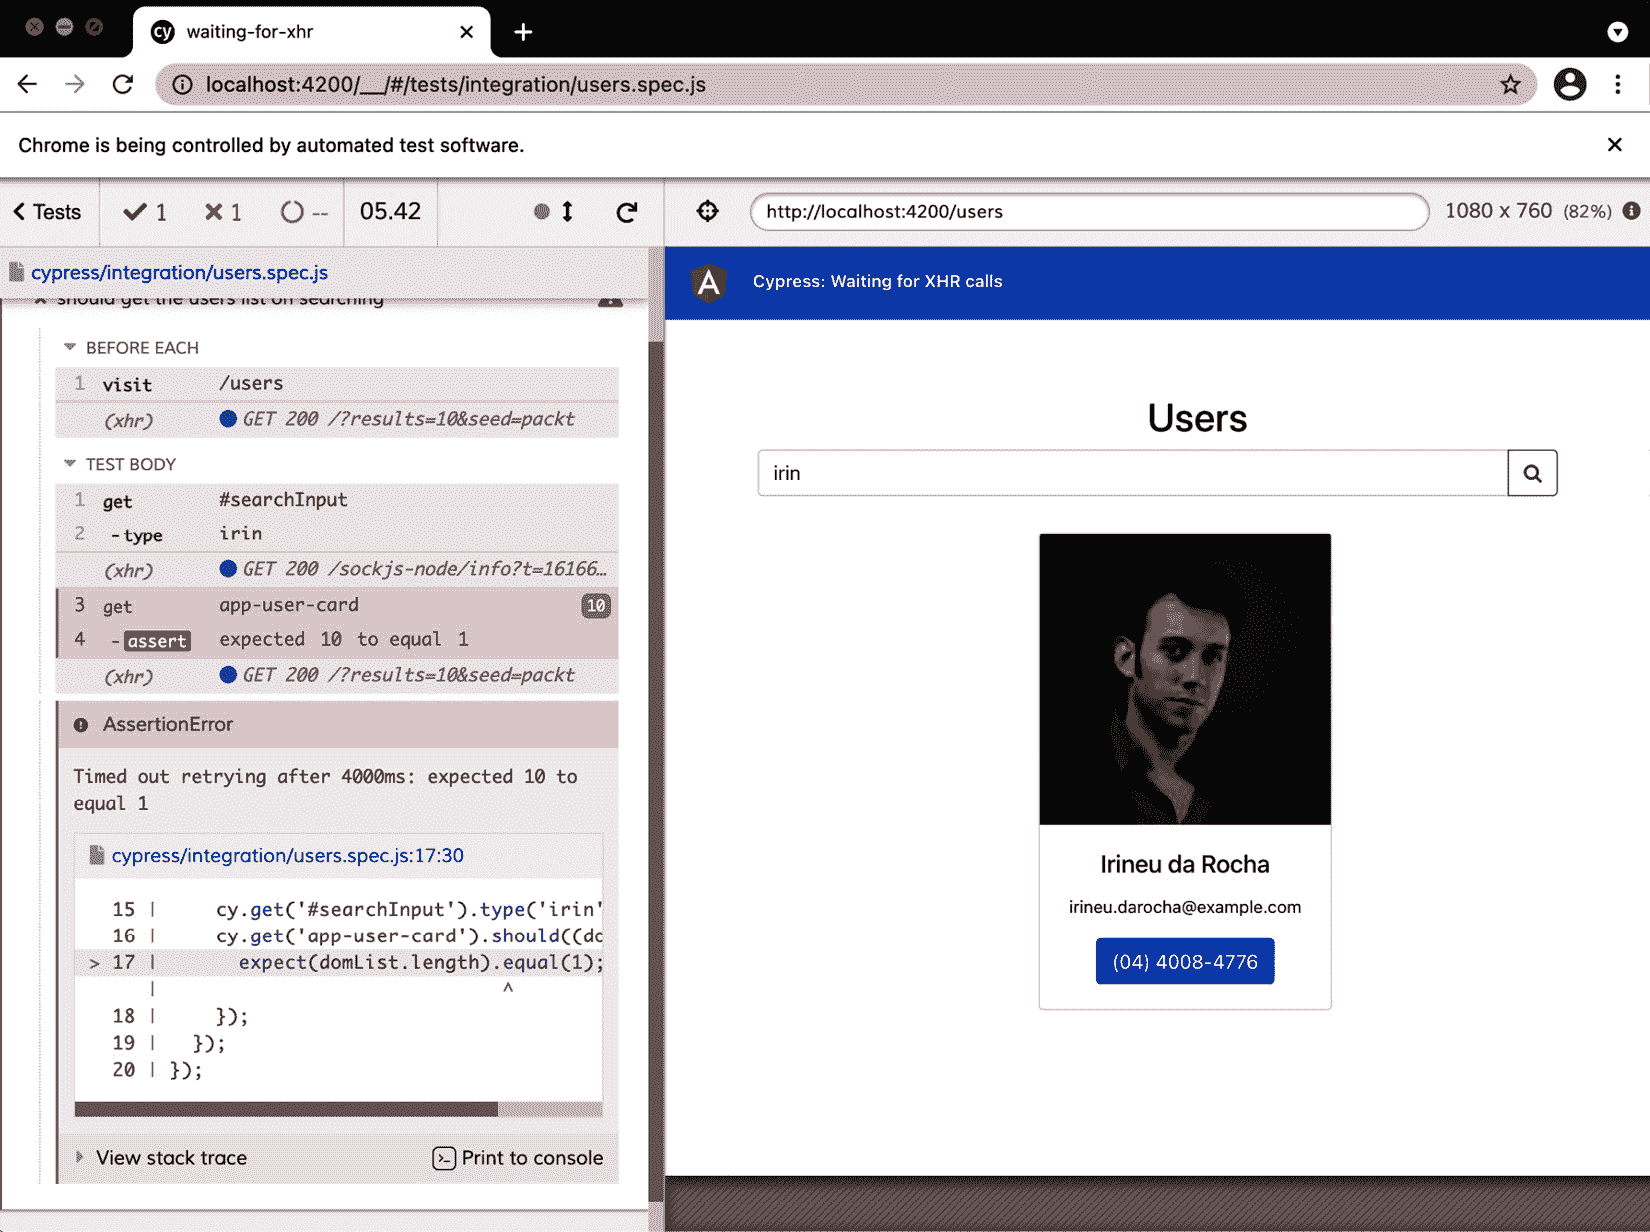 cy waiting-for-xhr
localhost:4200/__/#/tests/integration/users.spec.js
Chrome is being controlled by automated test software.
Tests 1 1 -- 05.42
http://localhost:4200/users 1080 x 760 (82%)
cypress/integration/users.spec.js
should get the users list on searching
BEFORE EACH
1 visit /users
(xhr) GET 200 /?results=10&seed=packt
TEST BODY
1 get #searchInput
2 -type irin
(xhr) GET 200 /sockjs-node/info?t=16166…
3 get app-user-card 10
4 -assert expected 10 to equal 1
(xhr) GET 200 /?results=10&seed=packt
AssertionError
Timed out retrying after 4000ms: expected 10 to
equal 1
cypress/integration/users.spec.js:17:30
15 | cy.get('#searchInput').type('irin'
16 | cy.get('app-user-card').should((do
> 17 | expect(domList.length).equal(1);
| ^
18 | });
19 | });
20 | });
View stack trace Print to console
A Cypress: Waiting for XHR calls
Users
irin
Irineu da Rocha
irineu.darocha@example.com
(04) 4008-4776